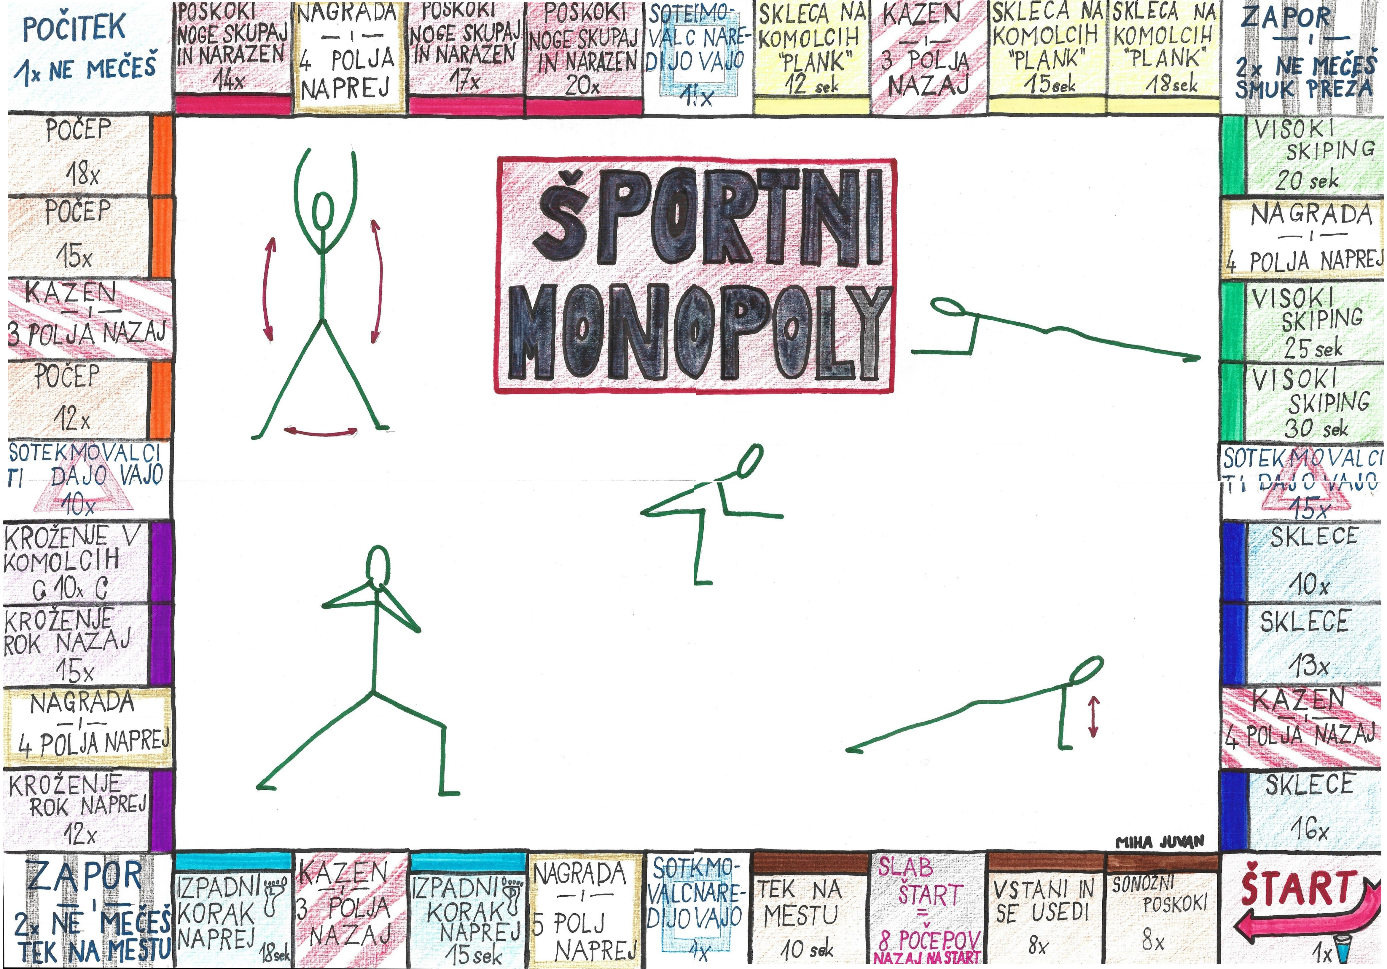 POČITEK
1x NE MEČEŠ
POSKOKI
NOGE SKUPAJ
IN NARAZEN
14x
NAGRADA
4 POLJA
NAPREJ
POSKOKI
NOGE SKUPAJ
IN NARAZEN
17x
POSKOKI
NOGE SKUPAJ
IN NARAZEN
20x
SOTEKMO-
VALC NARE-
DIJO VAJO
11x
SKLECA NA
KOMOLCIH
"PLANK"
12 sek
KAZEN
3 POLJA
NAZAJ
SKLECA NA
KOMOLCIH
"PLANK"
15sek
SKLECA NA
KOMOLCIH
"PLANK"
18sek
ZAPOR
2x NE MEČEŠ
SMUK PREŽA
POČEP
18x
POČEP
15x
KAZEN
3 POLJA NAZAJ
POČEP
12x
SOTEKMOVALCI
TI DAJO VAJO
10x
KROŽENJE V
KOMOLCIH
10x
KROŽENJE
ROK NAZAJ
15x
NAGRADA
4 POLJA NAPREJ
KROŽENJE
ROK NAPREJ
12x
ŠPORTNI
MONOPOLY
MIHA JUVAN
VISOKI
SKIPING
20 sek
NAGRADA
4 POLJA NAPREJ
VISOKI
SKIPING
25 sek
VISOKI
SKIPING
30 sek
SOTEKMOVALCI
TI DAJO VAJO
15x
SKLECE
10x
SKLECE
13x
KAZEN
4 POLJA NAZAJ
SKLECE
16x
ZAPOR
2x NE MEČEŠ
TEK NA MESTU
IZPADNI
KORAK
NAPREJ
18sek
KAZEN
3 POLJA
NAZAJ
IZPADNI
KORAK
NAPREJ
15sek
NAGRADA
5 POLJ
NAPREJ
SOTKMO-
VALCNARE-
DIJO VAJO
4x
TEK NA
MESTU
10 sek
SLAB
ŠTART
=
8 POČEPOV
NAZAJ NA START
VSTANI IN
SE USEDI
8x
SONOŽNI
POSKOKI
8x
ŠTART
1x